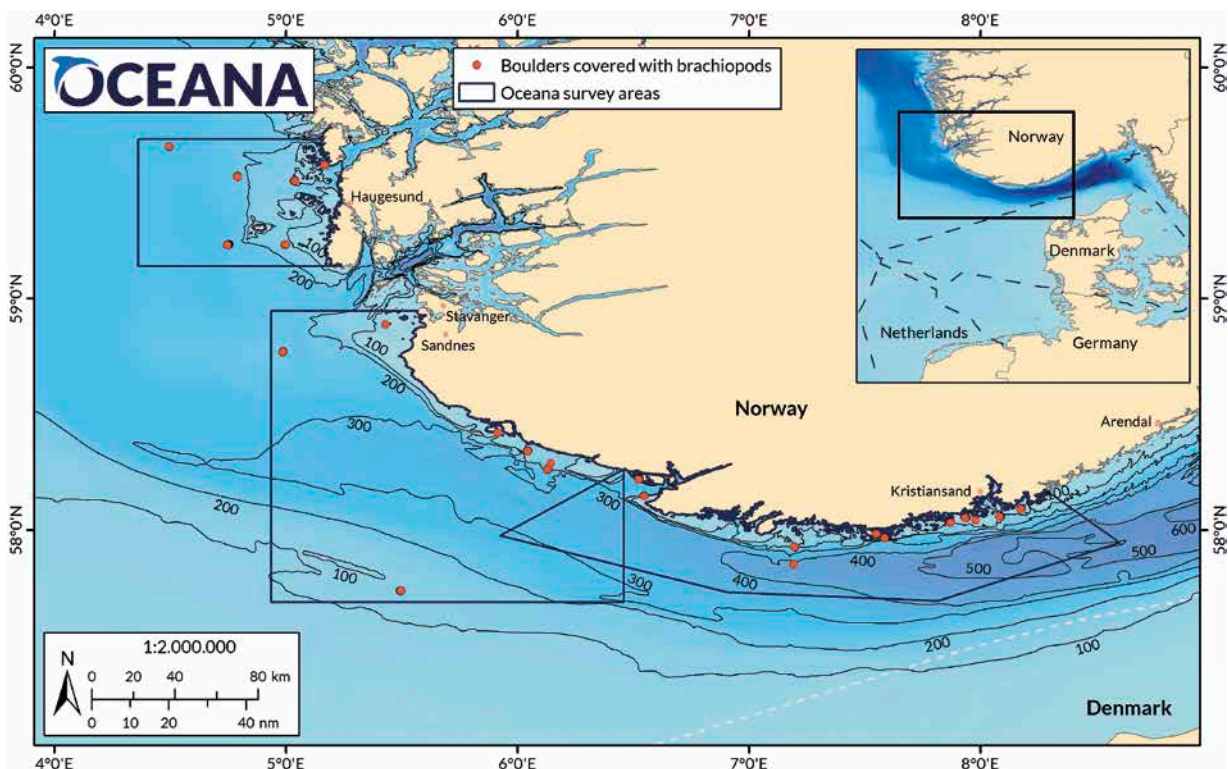 4°0'E 5°0'E 6°0'E 7°0'E 8°0'E
60°0'N
60°0'N
OCEANA
Boulders covered with brachiopods
Oceana survey areas
Norway
Denmark
Netherlands
Germany
Haugesund
100
200
59°0'N
59°0'N
Stavanger
Sandnes
100
200
Norway
300
Arendal
Kristiansand
300
200
58°0'N
58°0'N
600
500
400
500
400
300
100
200
100
1:2.000.000
N
0 20 40 80 km
0 10 20 40 nm
Denmark
4°0'E 5°0'E 6°0'E 7°0'E 8°0'E